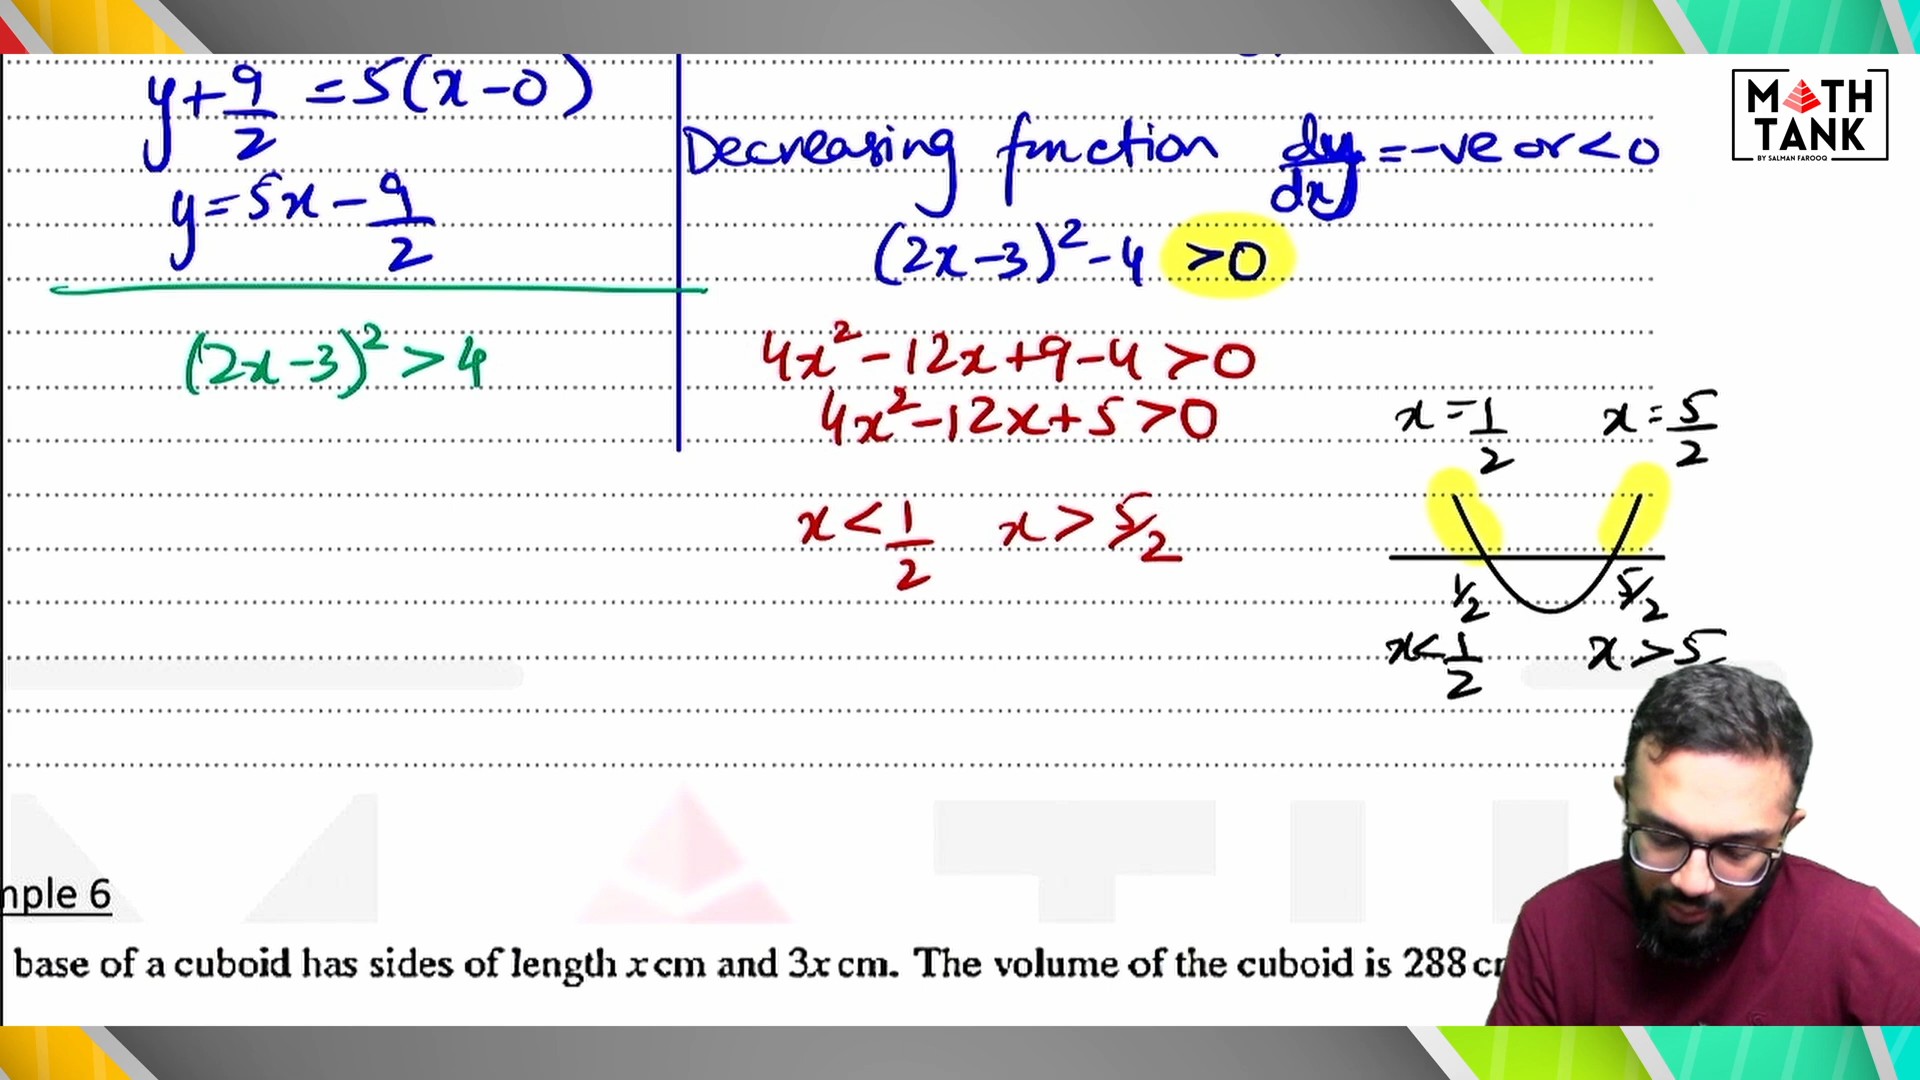 y+9/2 =5(x-0)
y=5x-9/2
(2x-3)²>4
Decreasing function dy/dx =-ve or <0
(2x-3)²-4 >0
4x²-12x+9-4>0
4x²-12x+5>0
x<1/2 x>5/2
x=1/2 x=5/2
1/2 5/2
x<1/2 x>5
mple 6
base of a cuboid has sides of length x cm and 3x cm. The volume of the cuboid is 288
MATH
TANK
BY SALMAN FAROOQ